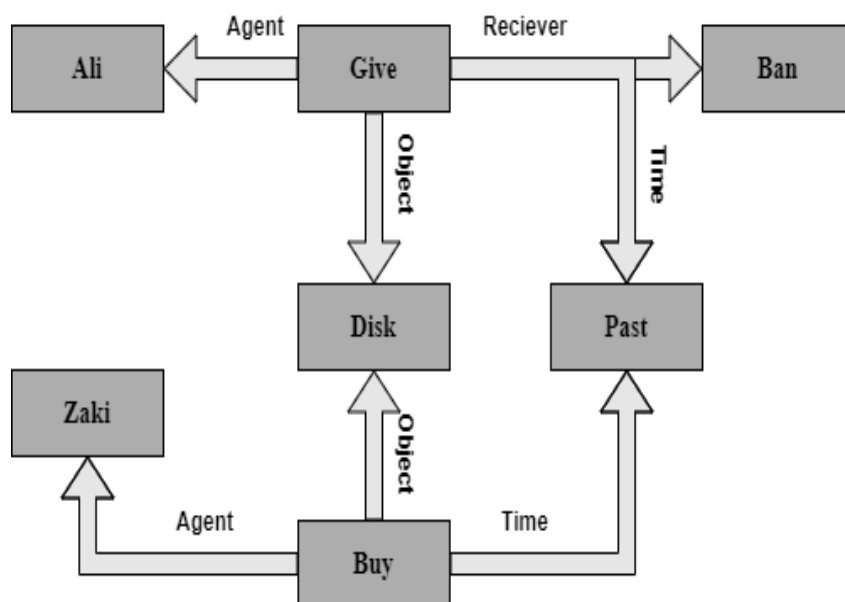 Agent
Reciever
Ali
Give
Ban
Object
Time
Disk
Past
Zaki
Object
Agent
Time
Buy